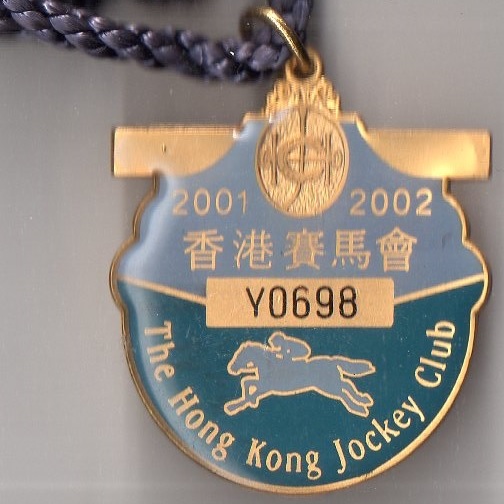 2001 2002
香港賽馬會
Y0698
The Hong Kong Jockey Club